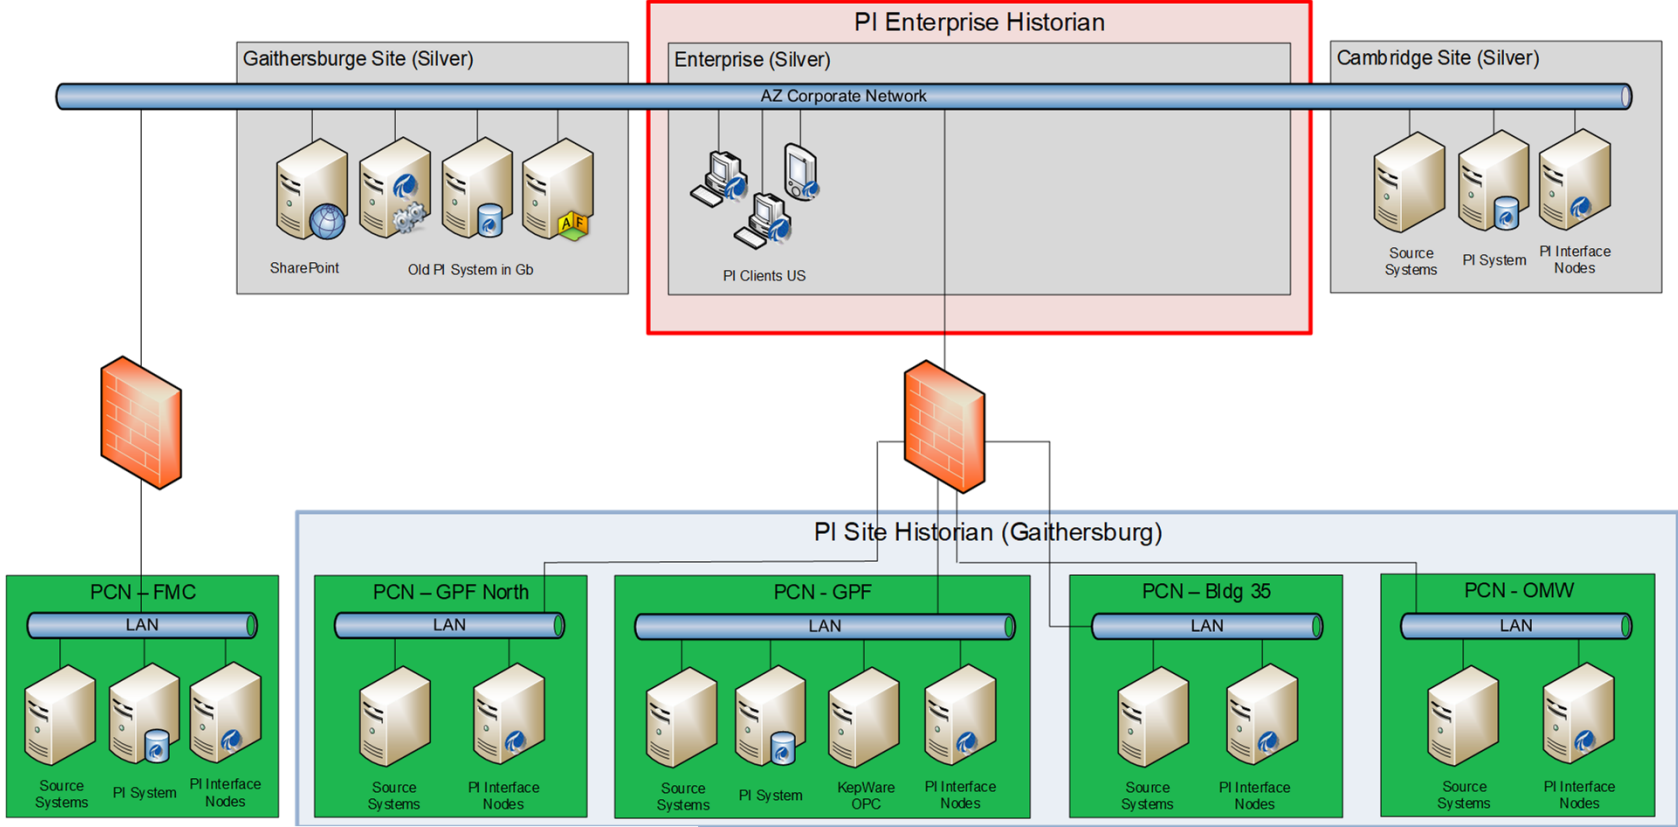 PI Enterprise Historian
Gaithersburge Site (Silver)
Enterprise (Silver)
Cambridge Site (Silver)
AZ Corporate Network
A F
SharePoint
Old PI System in Gb
PI Clients US
Source
Systems
PI System
PI Interface
Nodes
PI Site Historian (Gaithersburg)
PCN – FMC
LAN
Source
Systems
PI System
PI Interface
Nodes
PCN – GPF North
LAN
Source
Systems
PI Interface
Nodes
PCN - GPF
LAN
Source
Systems
PI System
KepWare
OPC
PI Interface
Nodes
PCN – Bldg 35
LAN
Source
Systems
PI Interface
Nodes
PCN - OMW
LAN
Source
Systems
PI Interface
Nodes